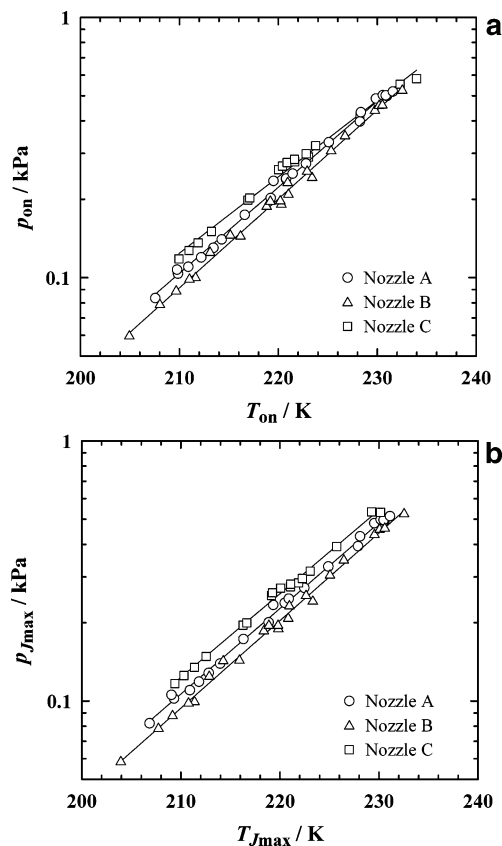 a
1
0.1
p_on / kPa
Nozzle A
Nozzle B
Nozzle C
200 210 220 230 240
T_on / K
b
1
0.1
p_Jmax / kPa
Nozzle A
Nozzle B
Nozzle C
200 210 220 230 240
T_Jmax / K